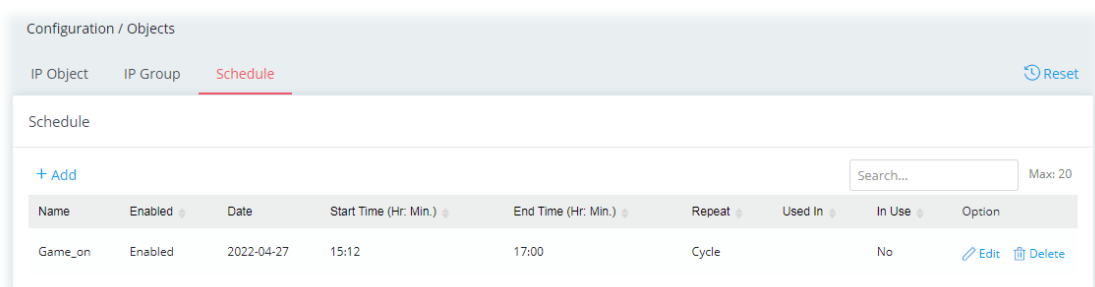 Configuration / Objects
IP Object IP Group Schedule Reset
Schedule
+ Add Search... Max: 20
Name Enabled Date Start Time (Hr: Min.) End Time (Hr: Min.) Repeat Used In In Use Option
Game_on Enabled 2022-04-27 15:12 17:00 Cycle No Edit Delete